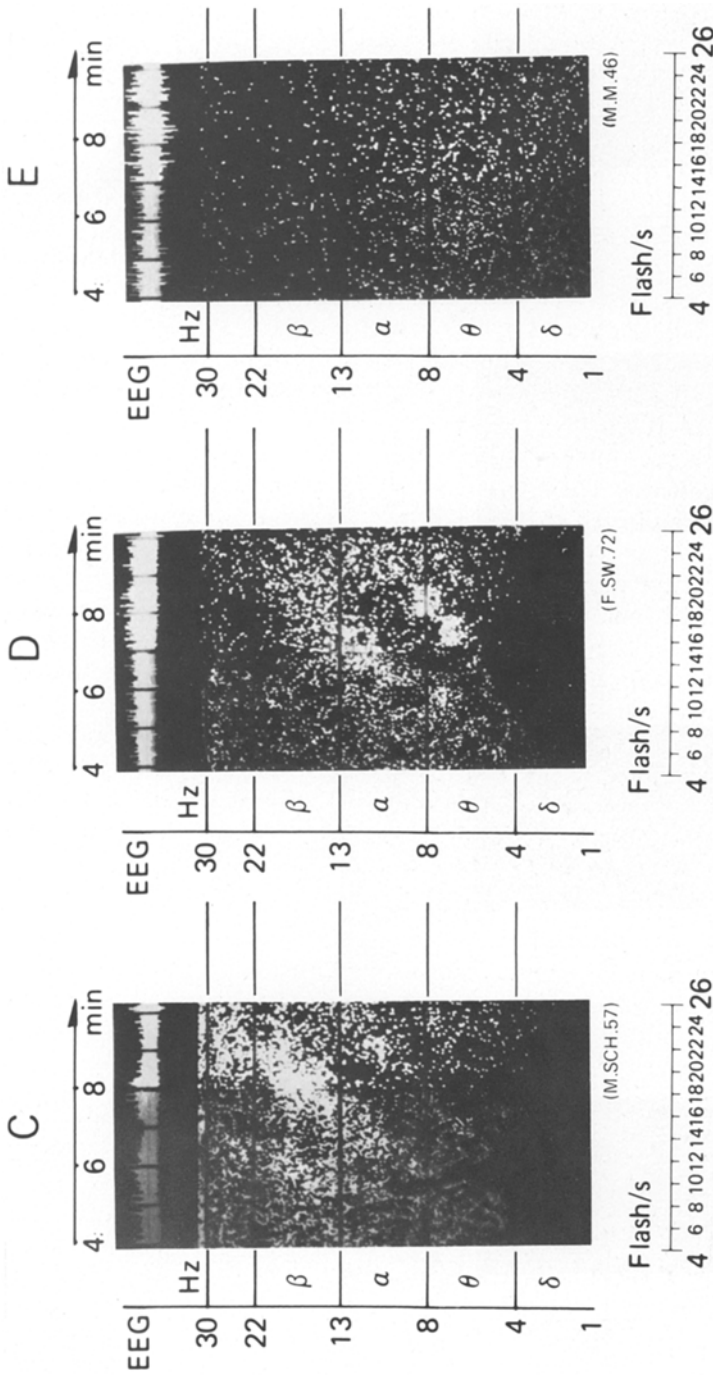 C
4: 6 8 min
EEG
Hz
30
22
β
13
α
8
θ
4
δ
1
(M.SCH.57)
Flash/s
4 6 8 10 12 14 16 18 20 22 24 26
D
4 6 8 min
EEG
Hz
30
22
β
13
α
8
θ
4
δ
1
(F.SW.72)
Flash/s
4 6 8 10 12 14 16 18 20 22 24 26
E
4: 6 8 min
EEG
Hz
30
22
β
13
α
8
θ
4
δ
1
(M.M.46)
Flash/s
4 6 8 10 12 14 16 18 20 22 24 26